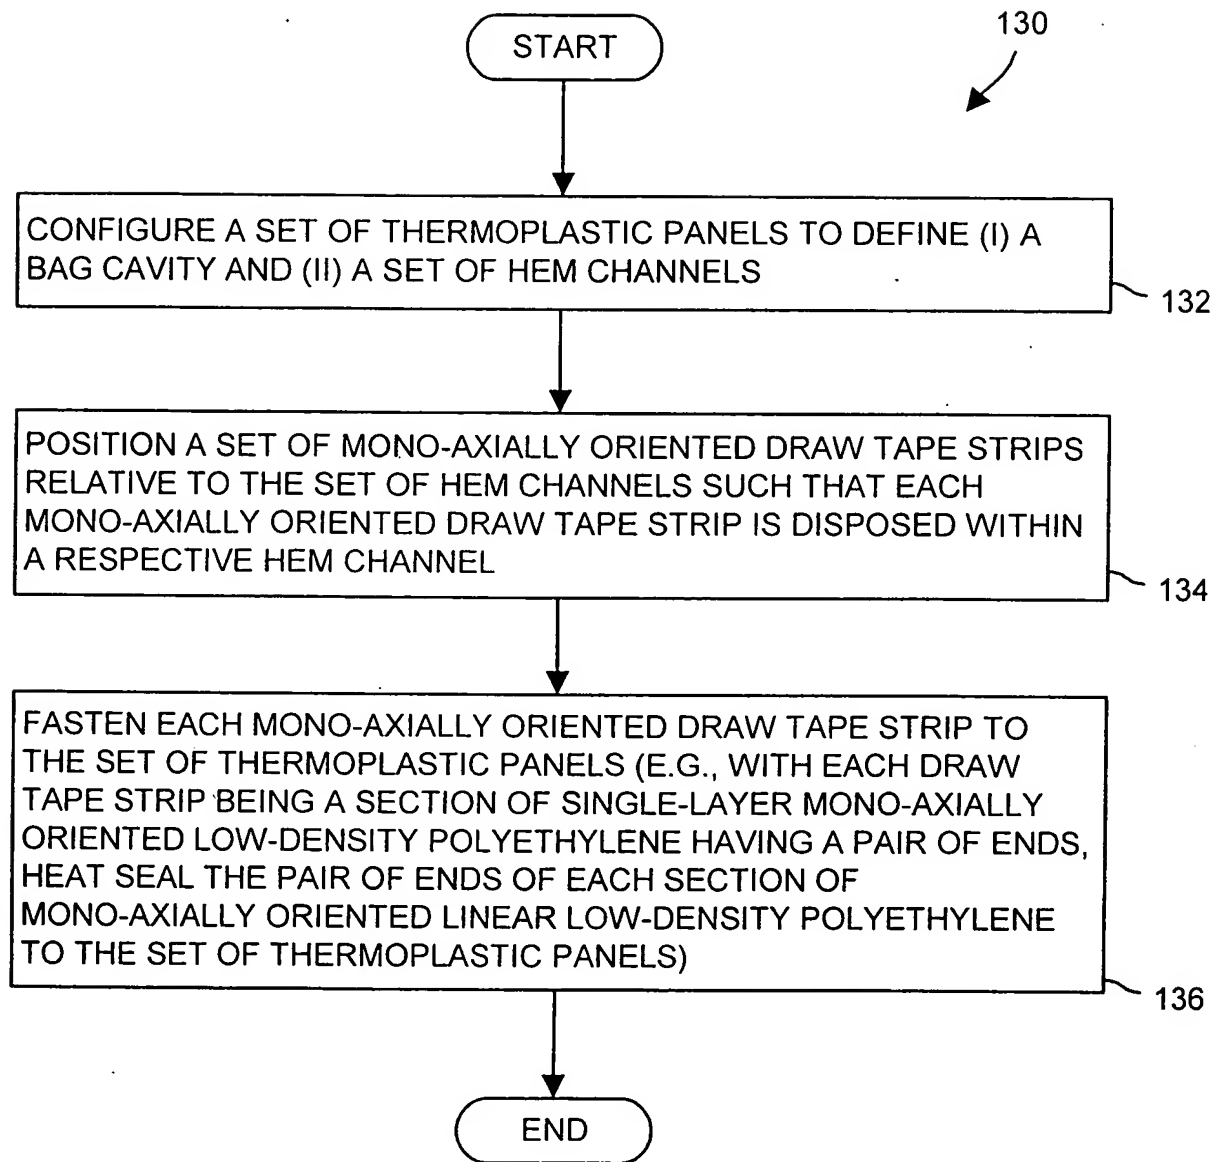 START
130
CONFIGURE A SET OF THERMOPLASTIC PANELS TO DEFINE (I) A
BAG CAVITY AND (II) A SET OF HEM CHANNELS
132
POSITION A SET OF MONO-AXIALLY ORIENTED DRAW TAPE STRIPS
RELATIVE TO THE SET OF HEM CHANNELS SUCH THAT EACH
MONO-AXIALLY ORIENTED DRAW TAPE STRIP IS DISPOSED WITHIN
A RESPECTIVE HEM CHANNEL
134
FASTEN EACH MONO-AXIALLY ORIENTED DRAW TAPE STRIP TO
THE SET OF THERMOPLASTIC PANELS (E.G., WITH EACH DRAW
TAPE STRIP BEING A SECTION OF SINGLE-LAYER MONO-AXIALLY
ORIENTED LOW-DENSITY POLYETHYLENE HAVING A PAIR OF ENDS,
HEAT SEAL THE PAIR OF ENDS OF EACH SECTION OF
MONO-AXIALLY ORIENTED LINEAR LOW-DENSITY POLYETHYLENE
TO THE SET OF THERMOPLASTIC PANELS)
136
END